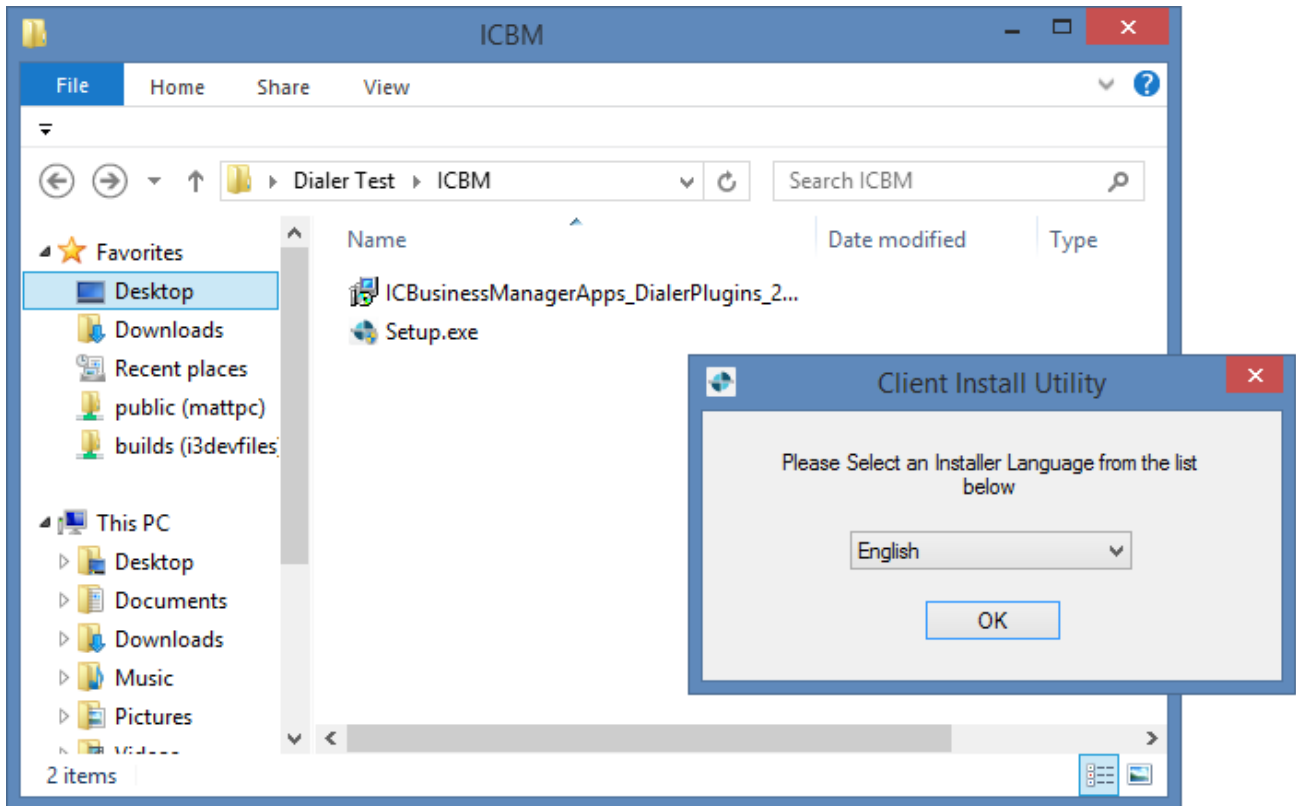 ICBM
File Home Share View
Dialer Test ICBM Search ICBM
Name Date modified Type
Favorites
Desktop
Downloads
Recent places
public (mattpc)
builds (i3devfiles)
This PC
Desktop
Documents
Downloads
Music
Pictures
Videos
ICBusinessManagerApps_DialerPlugins_2...
Setup.exe
2 items
Client Install Utility
Please Select an Installer Language from the list
below
English
OK